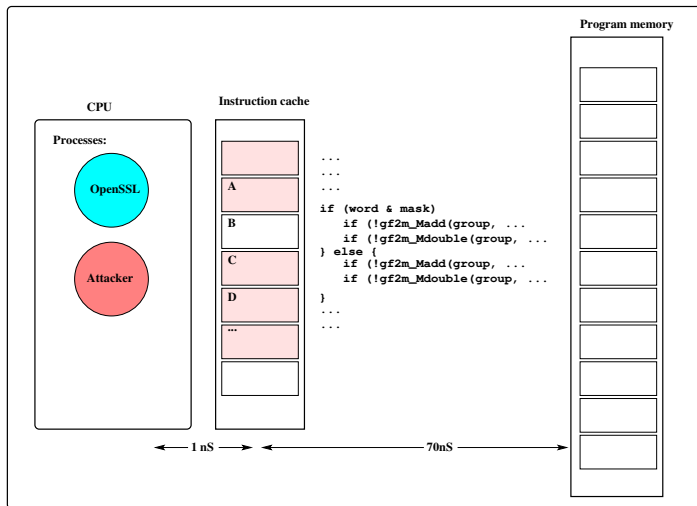 Program memory
Instruction cache
CPU
Processes:
OpenSSL
Attacker
A
B
C
D
...
...
...
...
if (word & mask)
if (!gf2m_Madd(group, ...
if (!gf2m_Mdouble(group, ...
} else {
if (!gf2m_Madd(group, ...
if (!gf2m_Mdouble(group, ...
}
...
...
1 nS
70nS